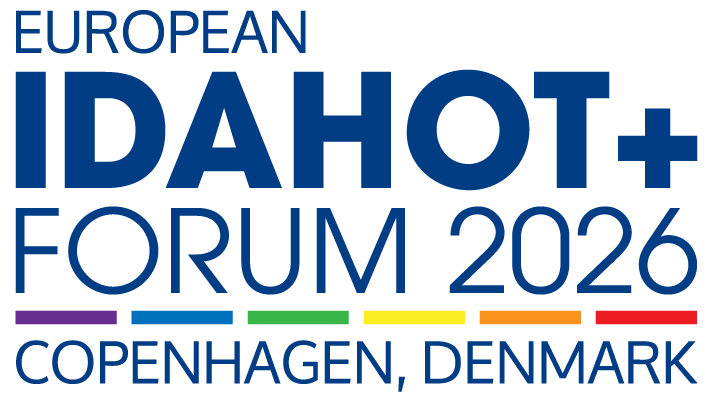 EUROPEAN
IDAHOT+
FORUM 2026
COPENHAGEN, DENMARK